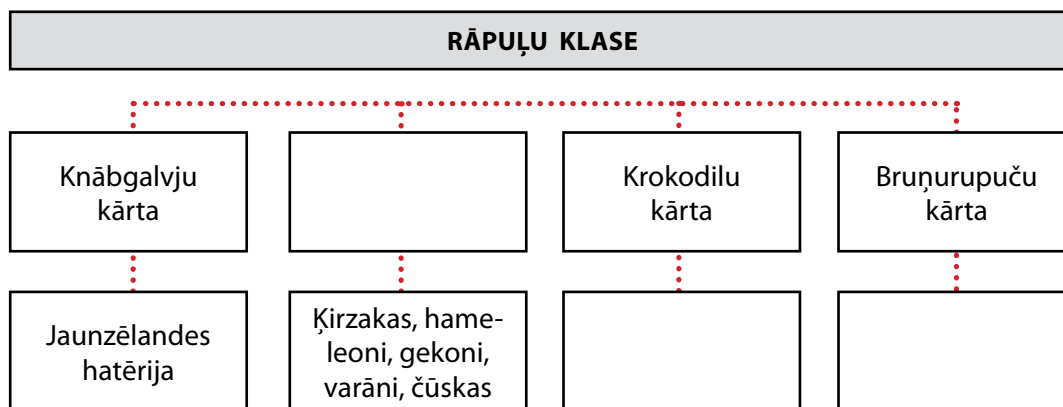 RĀPUĻU KLASE
Knābgalvju
kārta
Krokodilu
kārta
Bruņurupuču
kārta
Jaunzēlandes
hatērija
Ķirzakas, hame-
leoni, gekoni,
varāni, čūskas